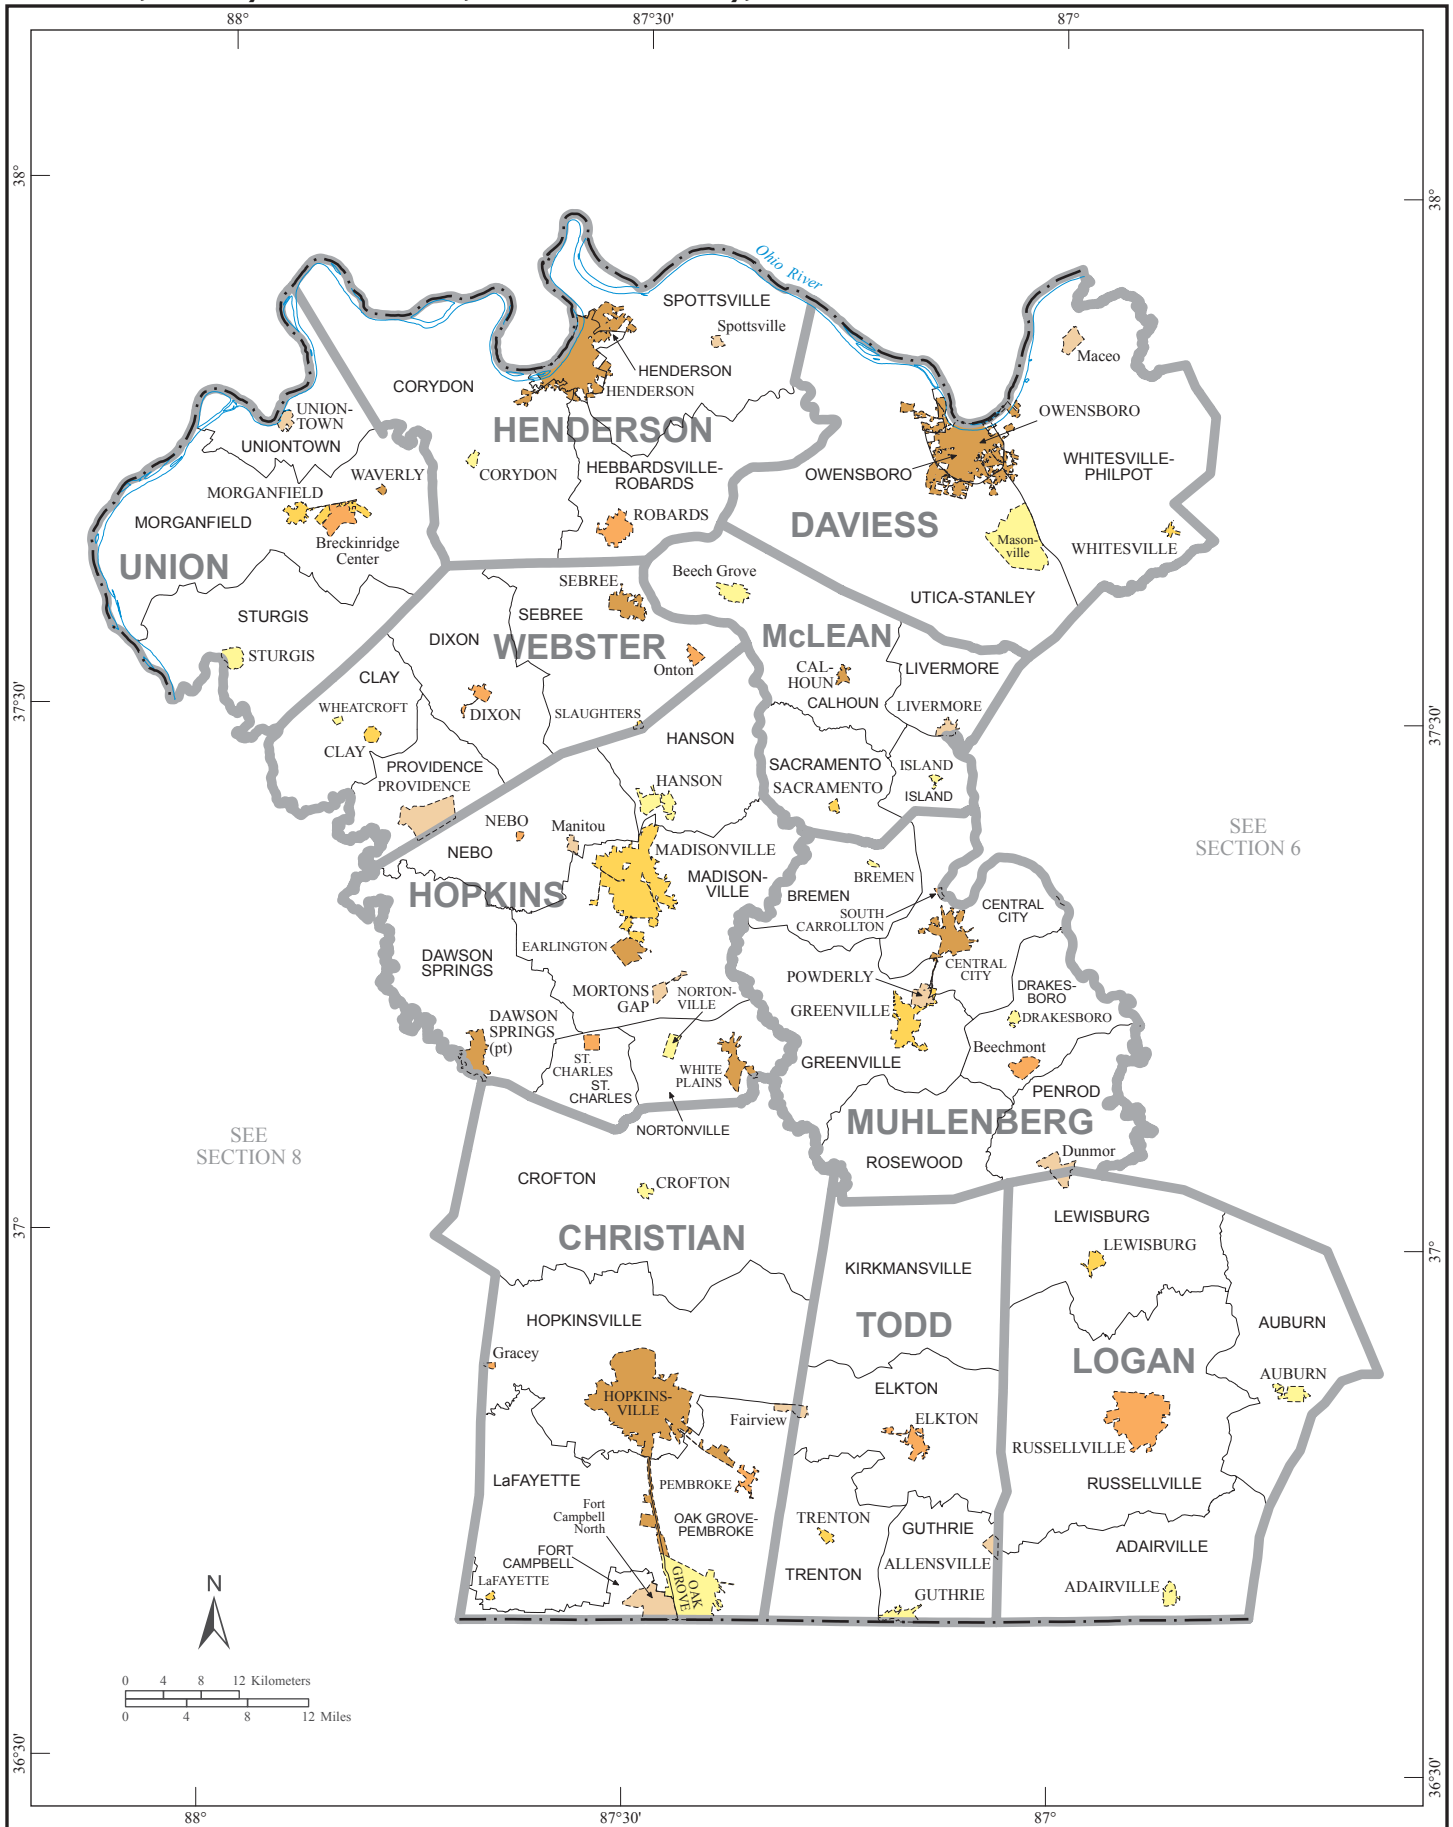 88°
87°30'
87°
38°
38°
Ohio River
SPOTTSVILLE
Spottsville
HENDERSON
HENDERSON
CORYDON
HENDERSON
Maceo
UNION-
TOWN
UNIONTOWN
OWENSBORO
OWENSBORO
WHITESVILLE-
PHILPOT
CORYDON
HEBBARDSVILLE-
ROBARDS
ROBARDS
WAVERLY
MORGANFIELD
MORGANFIELD
Breckinridge
Center
UNION
DAVIESS
Mason-
ville
WHITESVILLE
SEBREE
SEBREE
Beech Grove
UTICA-STANLEY
STURGIS
STURGIS
DIXON
WEBSTER
McLEAN
Onton
CAL-
HOUN
CALHOUN
LIVERMORE
LIVERMORE
CLAY
WHEATCROFT
CLAY
DIXON
SLAUGHTERS
37°30'
37°30'
HANSON
HANSON
SACRAMENTO
SACRAMENTO
ISLAND
ISLAND
PROVIDENCE
PROVIDENCE
NEBO
NEBO
Manitou
MADISONVILLE
MADISON-
VILLE
HOPKINS
SEE
SECTION 6
BREMEN
BREMEN
SOUTH
CARROLLTON
CENTRAL
CITY
CENTRAL
CITY
EARLINGTON
DAWSON
SPRINGS
MORTONS
GAP
NORTON-
VILLE
POWDERLY
GREENVILLE
DRAKES-
BORO
DRAKESBORO
DAWSON
SPRINGS
(pt)
ST.
CHARLES
ST.
CHARLES
WHITE
PLAINS
NORTONVILLE
GREENVILLE
Beechmont
PENROD
MUHLENBERG
ROSEWOOD
Dunmor
SEE
SECTION 8
CROFTON
CROFTON
CHRISTIAN
37°
37°
LEWISBURG
LEWISBURG
KIRKMANSVILLE
TODD
HOPKINSVILLE
Gracey
HOPKINS-
VILLE
AUBURN
AUBURN
LOGAN
ELKTON
ELKTON
Fairview
RUSSELLVILLE
RUSSELLVILLE
LaFAYETTE
PEMBROKE
Fort
Campbell
North
OAK GROVE-
PEMBROKE
TRENTON
TRENTON
GUTHRIE
ALLENSVILLE
GUTHRIE
ADAIRVILLE
ADAIRVILLE
FORT
CAMPBELL
LaFAYETTE
OAK
GROVE
N
0 4 8 12 Kilometers
0 4 8 12 Miles
36°30'
36°30'
88°
87°30'
87°